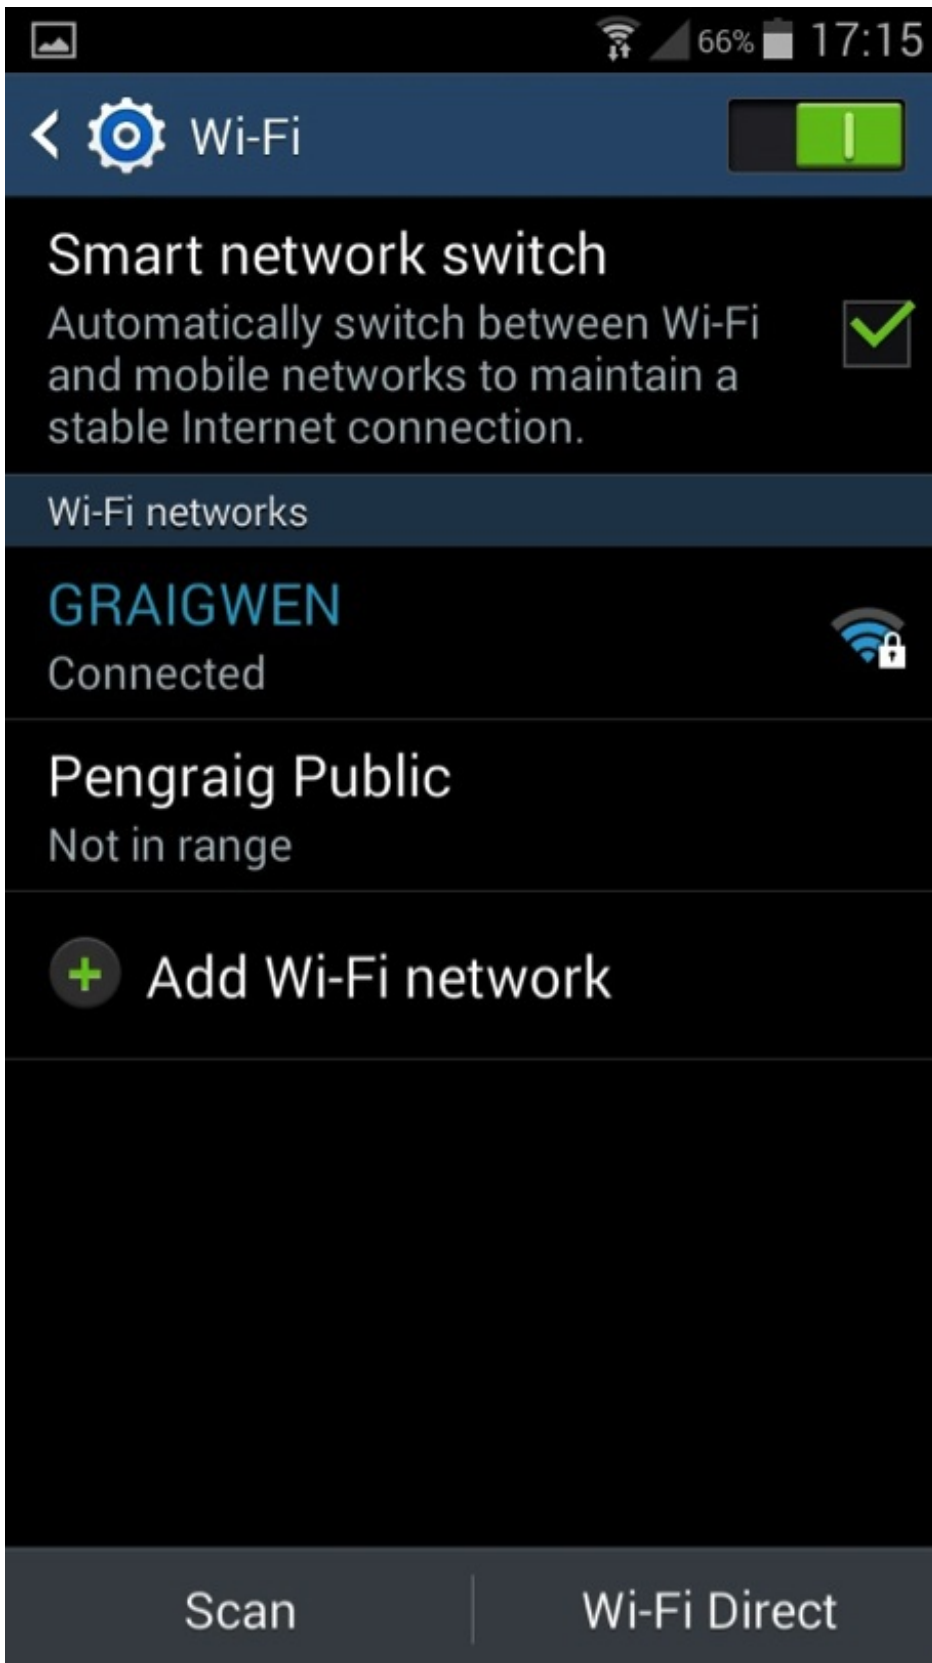 66% 17:15
Wi-Fi
Smart network switch
Automatically switch between Wi-Fi
and mobile networks to maintain a
stable Internet connection.
Wi-Fi networks
GRAIGWEN
Connected
Pengraig Public
Not in range
Add Wi-Fi network
Scan Wi-Fi Direct